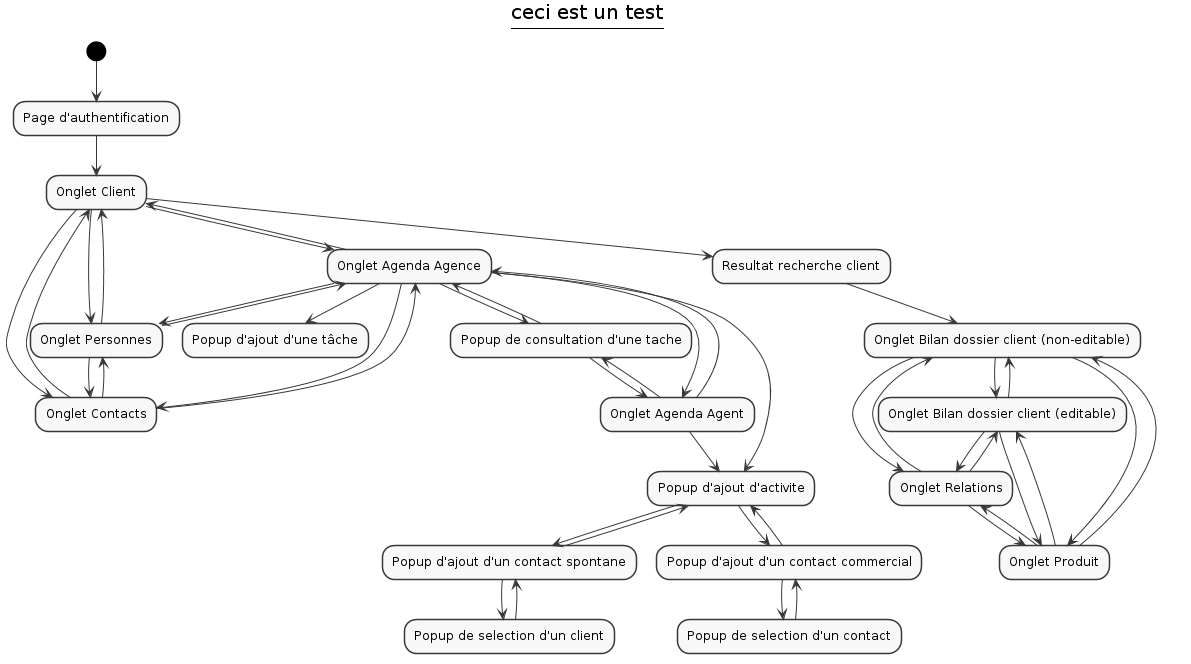 ceci est un test
Page d'authentification
Onglet Client
Onglet Agenda Agence
Resultat recherche client
Onglet Personnes
Popup d'ajout d'une tâche
Popup de consultation d'une tache
Onglet Bilan dossier client (non-editable)
Onglet Contacts
Onglet Agenda Agent
Onglet Bilan dossier client (editable)
Popup d'ajout d'activite
Onglet Relations
Popup d'ajout d'un contact spontane
Popup d'ajout d'un contact commercial
Onglet Produit
Popup de selection d'un client
Popup de selection d'un contact